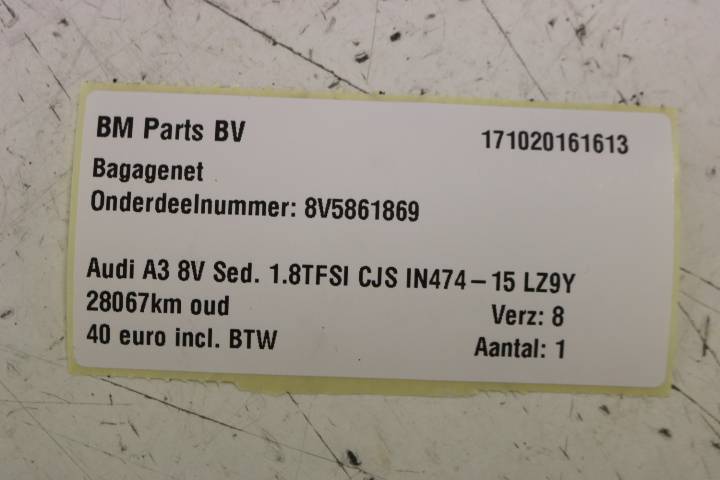 BM Parts BV 171020161613
Bagagenet
Onderdeelnummer: 8V5861869
Audi A3 8V Sed. 1.8TFSI CJS IN474-15 LZ9Y
28067km oud Verz: 8
40 euro incl. BTW Aantal: 1